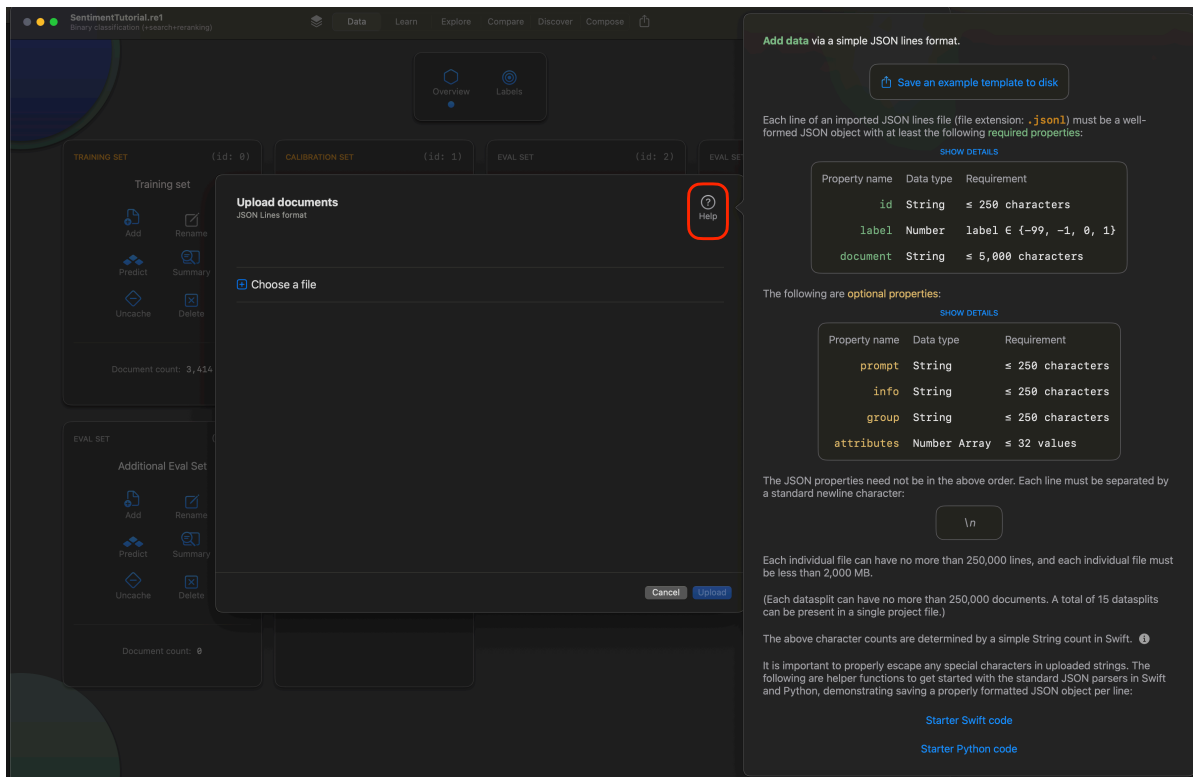 SentimentTutorial.re1
Binary classification (+search+reranking)
Data Learn Explore Compare Discover Compose
Overview Labels
TRAINING SET (id: 0)
Training set
Add Rename
Predict Summary
Uncache Delete
Document count: 3,414
CALIBRATION SET (id: 1)
EVAL SET (id: 2)
EVAL SET
EVAL SET
Additional Eval Set
Add Rename
Predict Summary
Uncache Delete
Document count: 0
Upload documents
JSON Lines format
Help
Choose a file
Cancel Upload
Add data via a simple JSON lines format.
Save an example template to disk
Each line of an imported JSON lines file (file extension: .jsonl) must be a well-
formed JSON object with at least the following required properties:
SHOW DETAILS
Property name Data type Requirement
id String ≤ 250 characters
label Number label ∈ {-99, -1, 0, 1}
document String ≤ 5,000 characters
The following are optional properties:
SHOW DETAILS
Property name Data type Requirement
prompt String ≤ 250 characters
info String ≤ 250 characters
group String ≤ 250 characters
attributes Number Array ≤ 32 values
The JSON properties need not be in the above order. Each line must be separated by
a standard newline character:
\n
Each individual file can have no more than 250,000 lines, and each individual file must
be less than 2,000 MB.
(Each datasplit can have no more than 250,000 documents. A total of 15 datasplits
can be present in a single project file.)
The above character counts are determined by a simple String count in Swift.
It is important to properly escape any special characters in uploaded strings. The
following are helper functions to get started with the standard JSON parsers in Swift
and Python, demonstrating saving a properly formatted JSON object per line:
Starter Swift code
Starter Python code